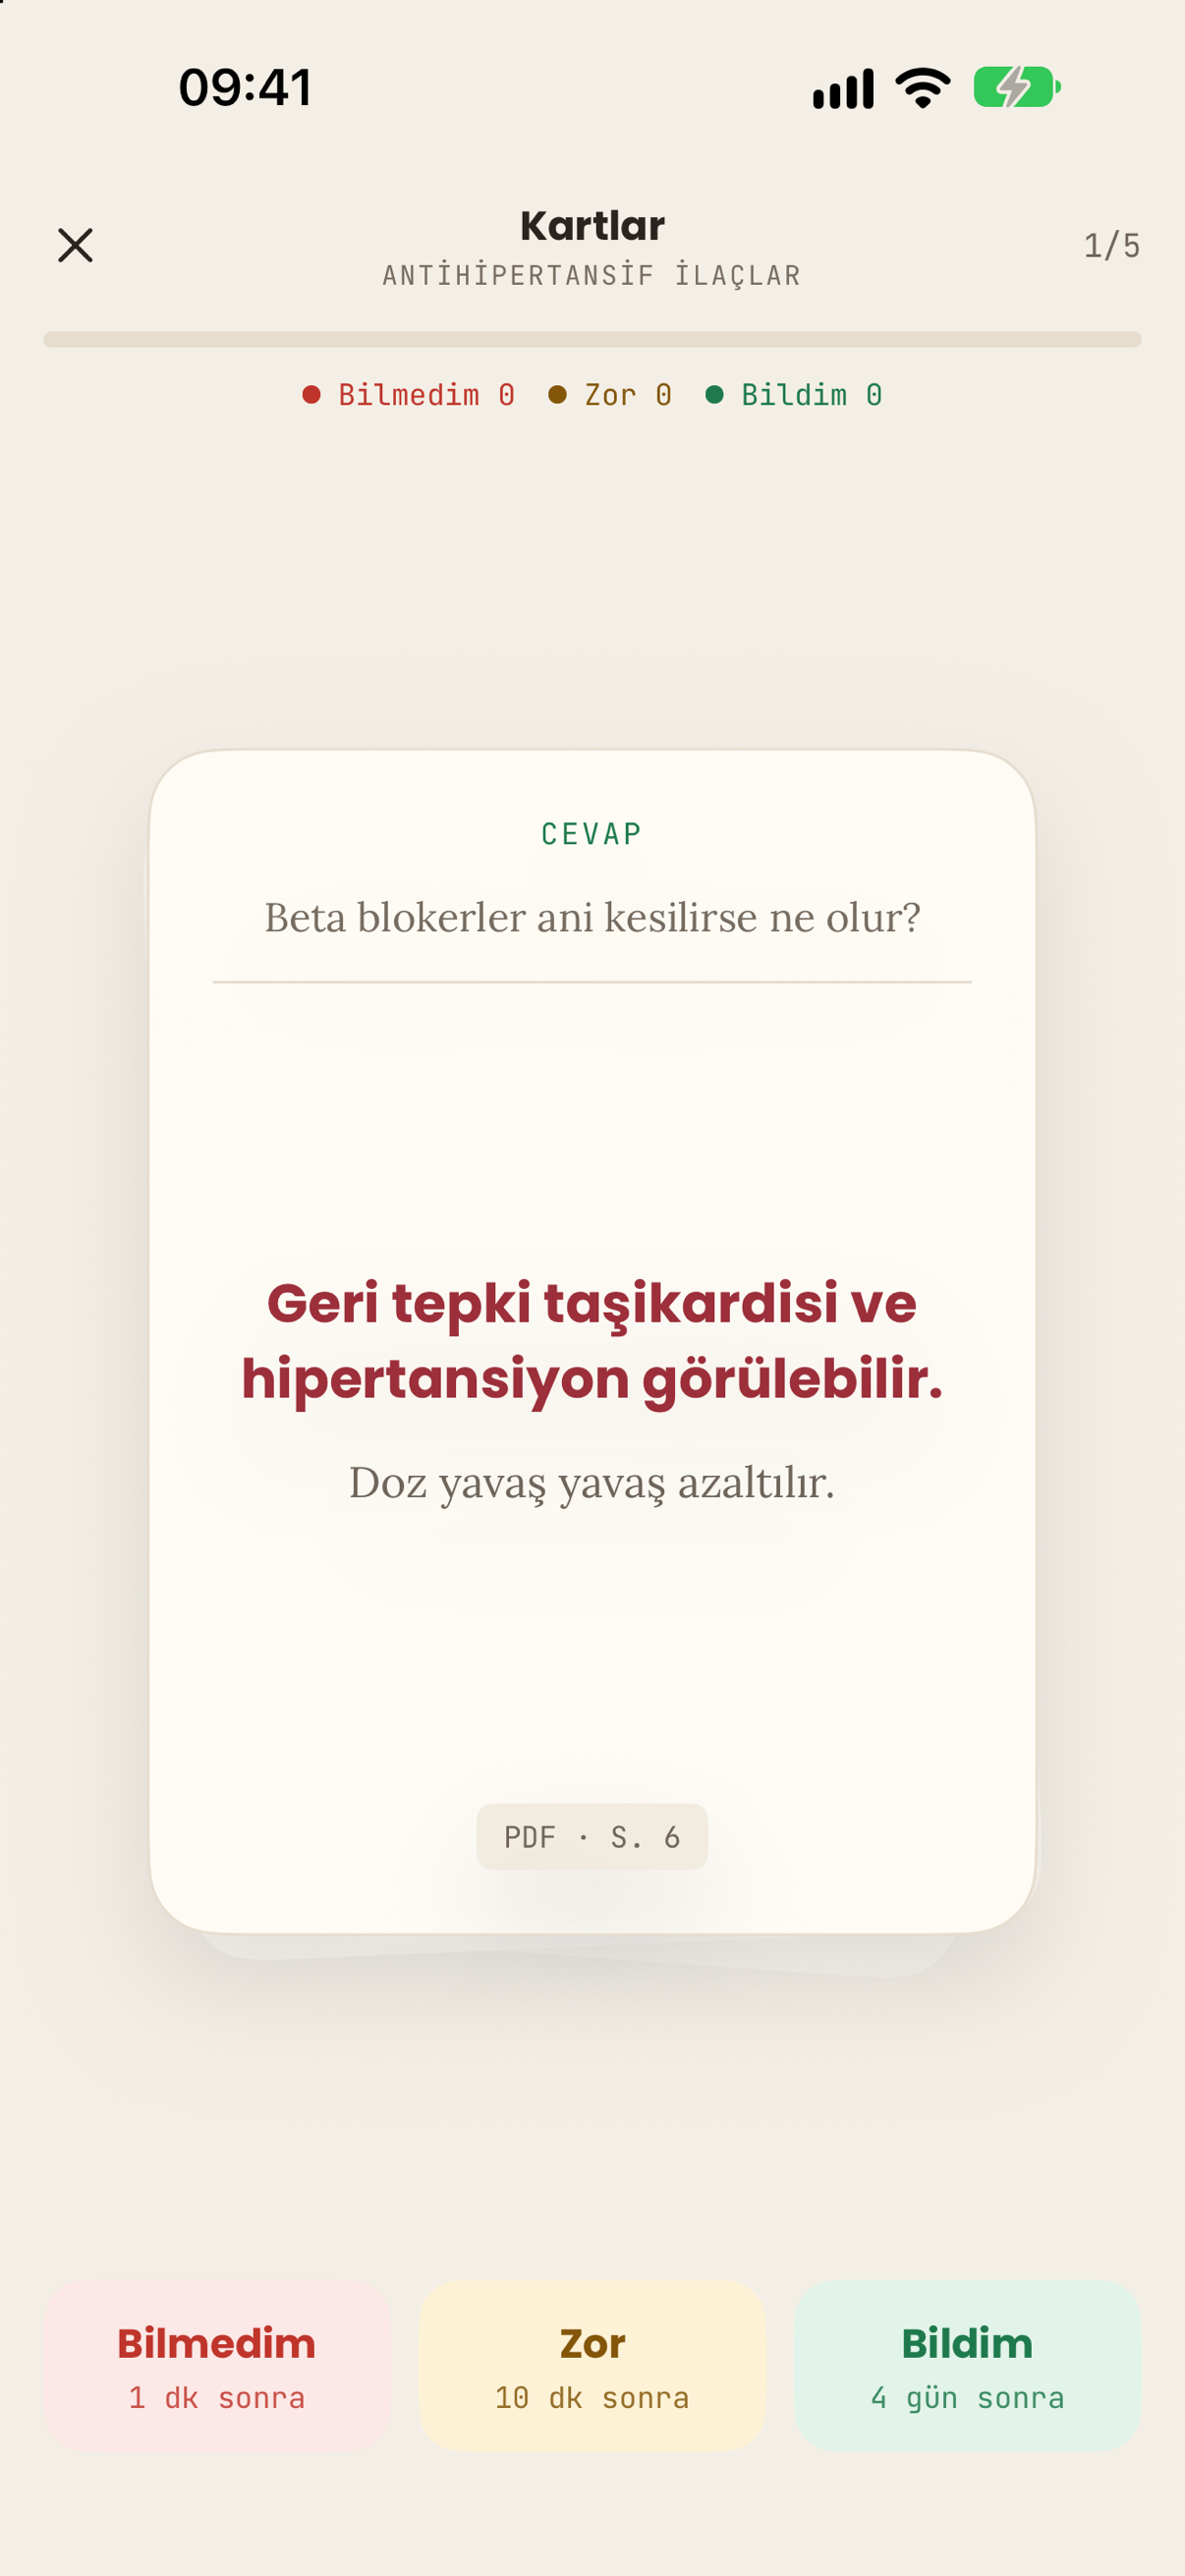 09:41
Kartlar
ANTİHİPERTANSİF İLAÇLAR
1/5
Bilmedim 0 Zor 0 Bildim 0
CEVAP
Beta blokerler ani kesilirse ne olur?
Geri tepki taşikardisi ve
hipertansiyon görülebilir.
Doz yavaş yavaş azaltılır.
PDF · S. 6
Bilmedim Zor Bildim
1 dk sonra 10 dk sonra 4 gün sonra